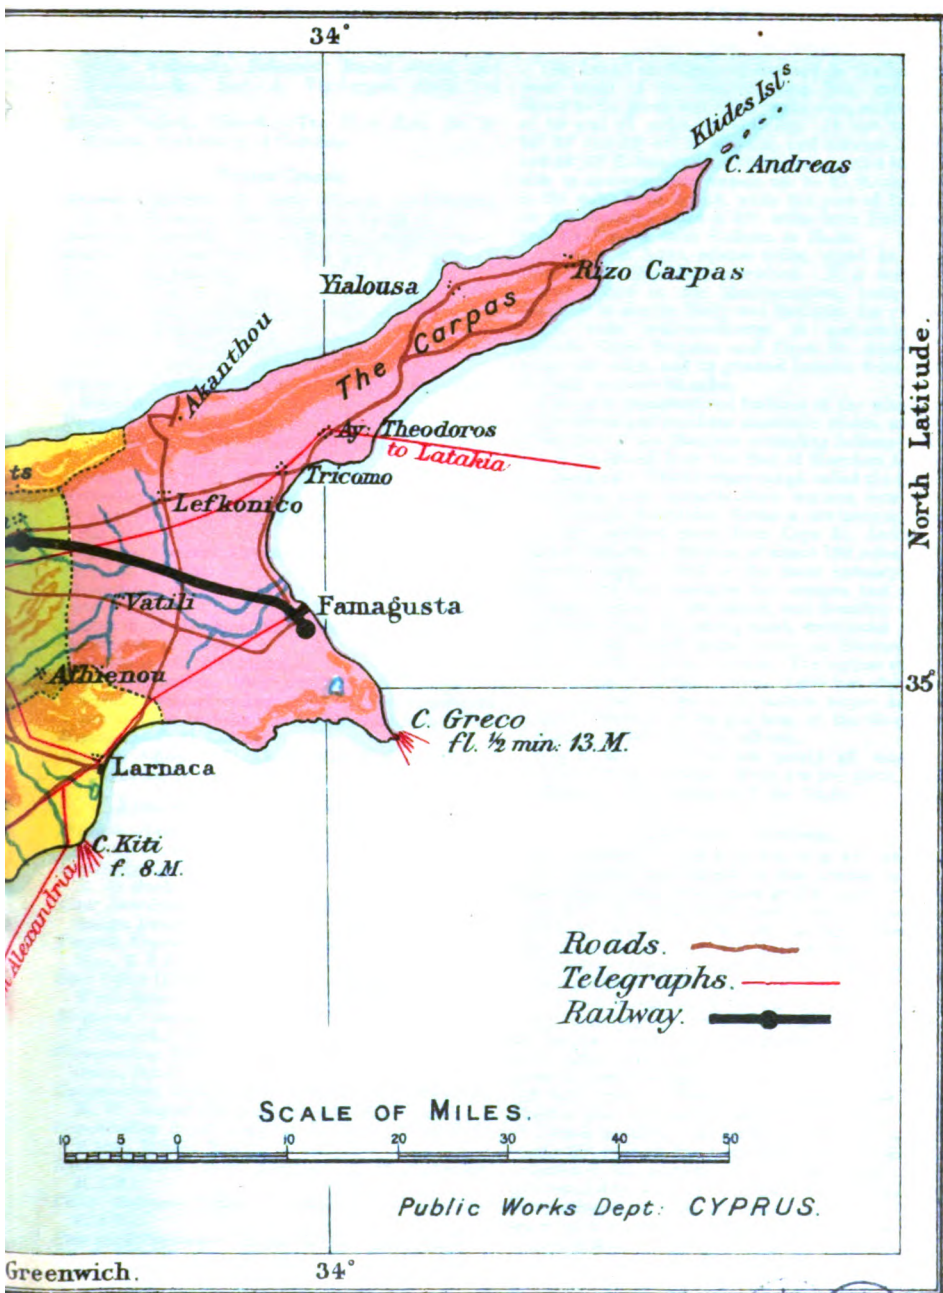 34°
Klides Isls
C. Andreas
Rizo Carpas
Yialousa
The Carpas
Akanthou
Ay: Theodoros
to Latakia
ts
Tricomo
Lefkonico
Famagusta
Vatili
Athienou
North Latitude.
35°
C. Greco
fl. ½ min: 13.M.
Larnaca
C. Kiti
f. 8.M.
Alexandria
Roads.
Telegraphs.
Railway.
SCALE OF MILES.
10 5 0 10 20 30 40 50
Public Works Dept: CYPRUS.
Greenwich.
34°